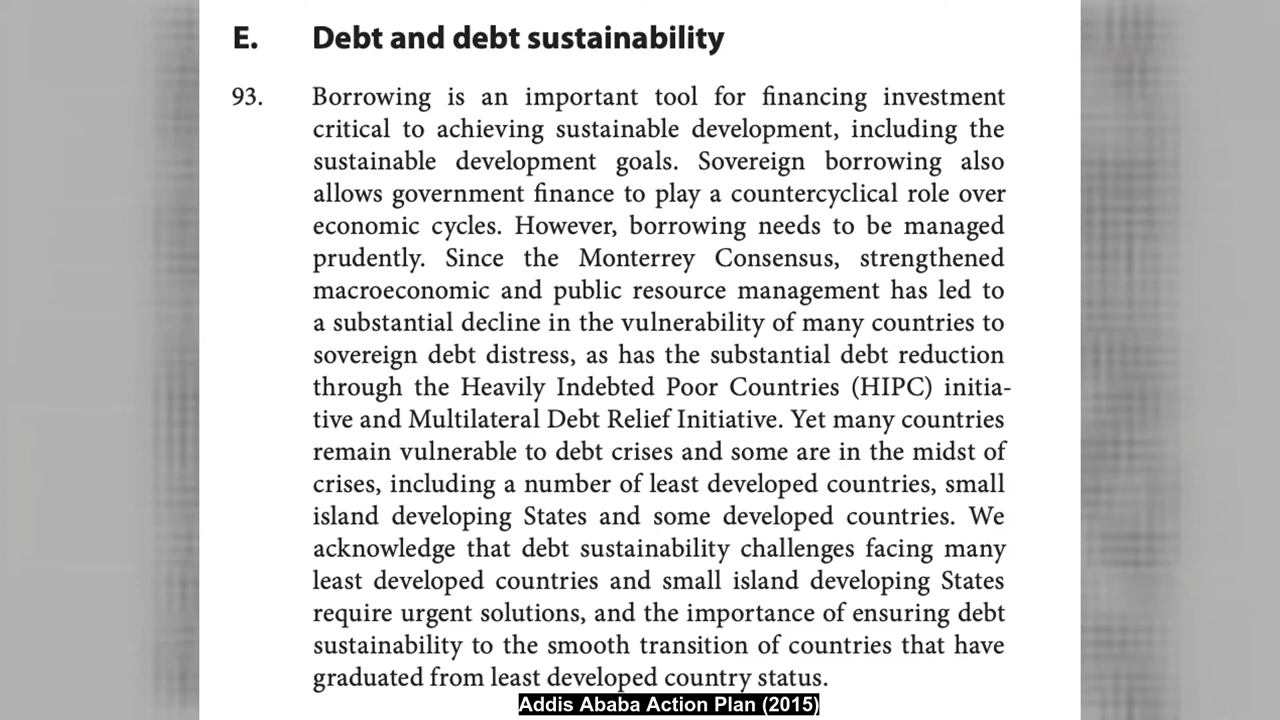 E. Debt and debt sustainability
93. Borrowing is an important tool for financing investment
critical to achieving sustainable development, including the
sustainable development goals. Sovereign borrowing also
allows government finance to play a countercyclical role over
economic cycles. However, borrowing needs to be managed
prudently. Since the Monterrey Consensus, strengthened
macroeconomic and public resource management has led to
a substantial decline in the vulnerability of many countries to
sovereign debt distress, as has the substantial debt reduction
through the Heavily Indebted Poor Countries (HIPC) initia-
tive and Multilateral Debt Relief Initiative. Yet many countries
remain vulnerable to debt crises and some are in the midst of
crises, including a number of least developed countries, small
island developing States and some developed countries. We
acknowledge that debt sustainability challenges facing many
least developed countries and small island developing States
require urgent solutions, and the importance of ensuring debt
sustainability to the smooth transition of countries that have
graduated from least developed country status.
Addis Ababa Action Plan (2015)